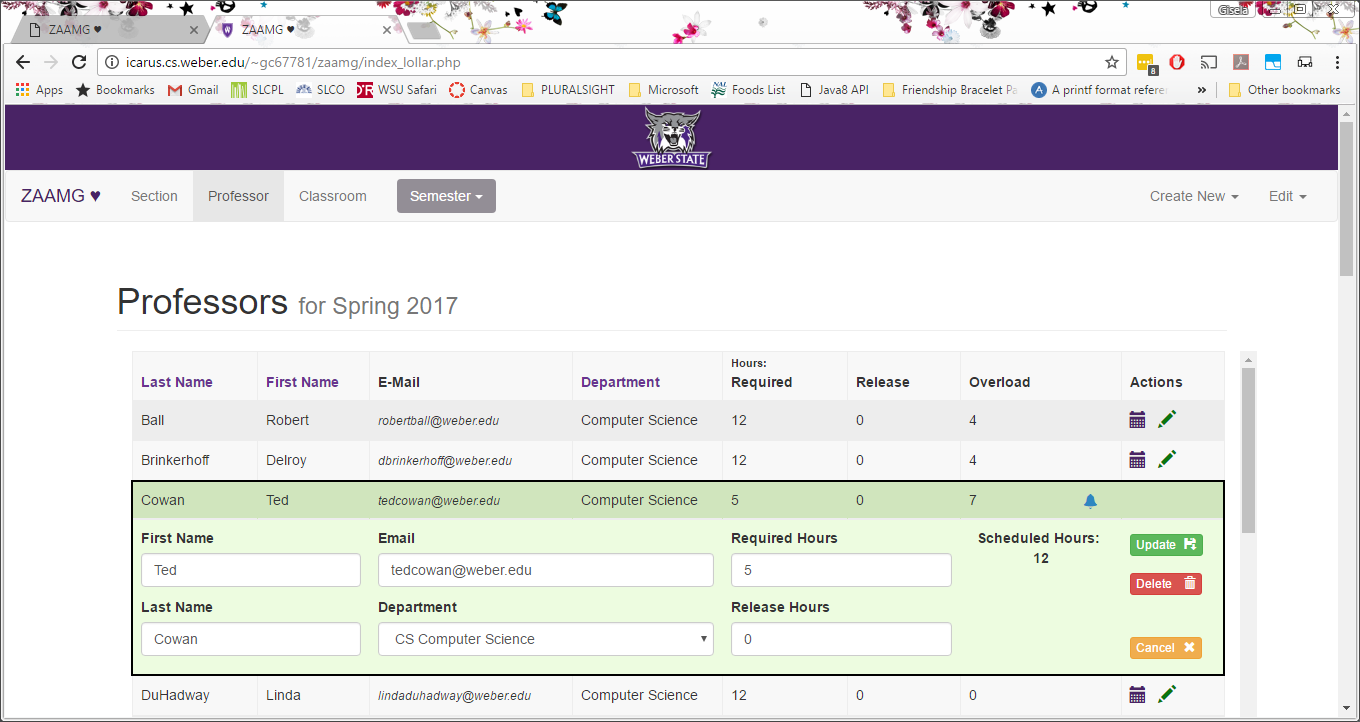 Gisela
ZAAMG ♥ ZAAMG ♥
icarus.cs.weber.edu/~gc67781/zaamg/index_lollar.php 8
Apps Bookmarks Gmail SLCPL SLCO WSU Safari Canvas PLURALSIGHT Microsoft Foods List Java8 API Friendship Bracelet Pa A printf format refere » Other bookmarks
WEBER STATE
ZAAMG ♥ Section Professor Classroom Semester Create New Edit
Professors for Spring 2017
Hours:
Last Name First Name E-Mail Department Required Release Overload Actions
Ball Robert robertball@weber.edu Computer Science 12 0 4
Brinkerhoff Delroy dbrinkerhoff@weber.edu Computer Science 12 0 4
Cowan Ted tedcowan@weber.edu Computer Science 5 0 7
First Name Email Required Hours Scheduled Hours:
12
Ted tedcowan@weber.edu 5 Update
Delete
Last Name Department Release Hours
Cowan CS Computer Science 0 Cancel
DuHadway Linda lindaduhadway@weber.edu Computer Science 12 0 0